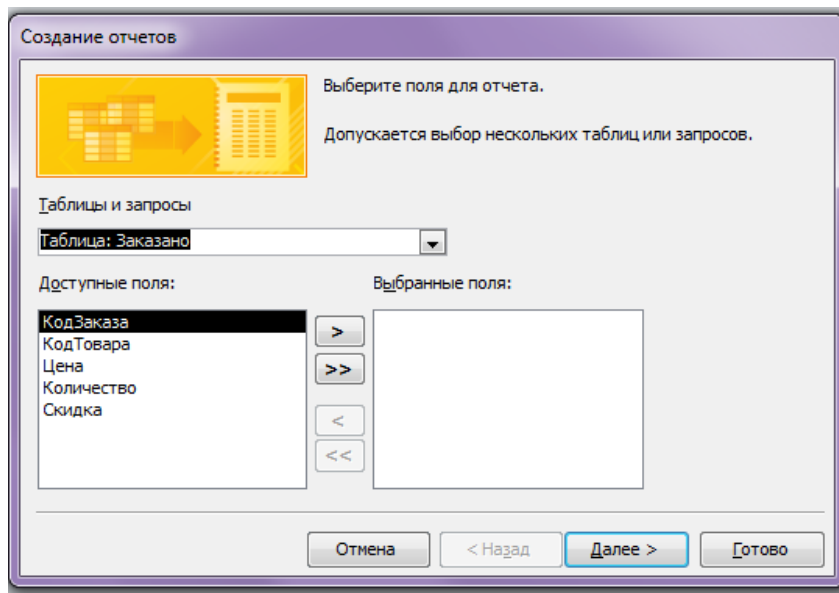 Создание отчетов
Выберите поля для отчета.
Допускается выбор нескольких таблиц или запросов.
Таблицы и запросы
Таблица: Заказано
Доступные поля:
Выбранные поля:
КодЗаказа
КодТовара
Цена
Количество
Скидка
>
>>
<
<<
Отмена
< Назад
Далее >
Готово